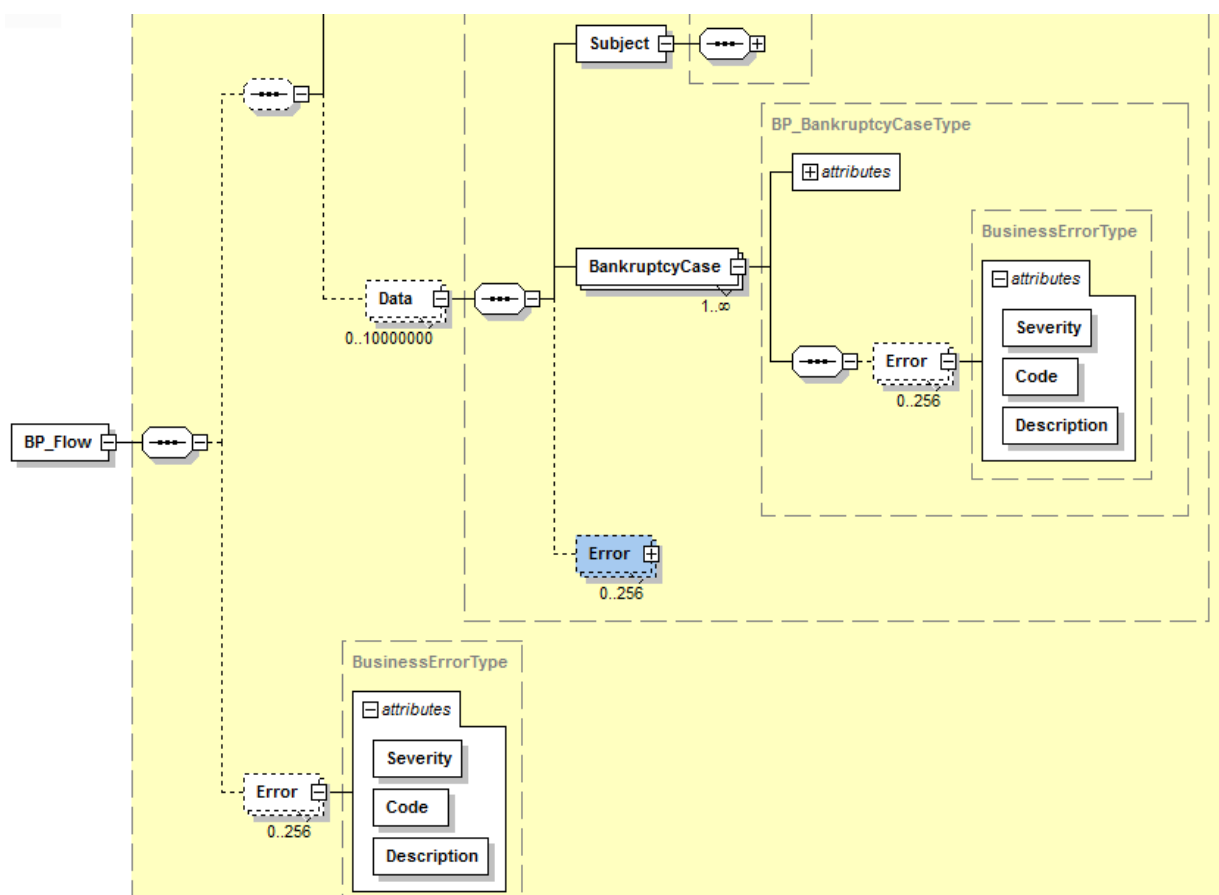 Subject
BP_BankruptcyCaseType
attributes
BusinessErrorType
attributes
BankruptcyCase
1..∞
Data
0..10000000
Severity
Error
0..256
Code
Description
BP_Flow
Error
0..256
BusinessErrorType
attributes
Severity
Error
0..256
Code
Description